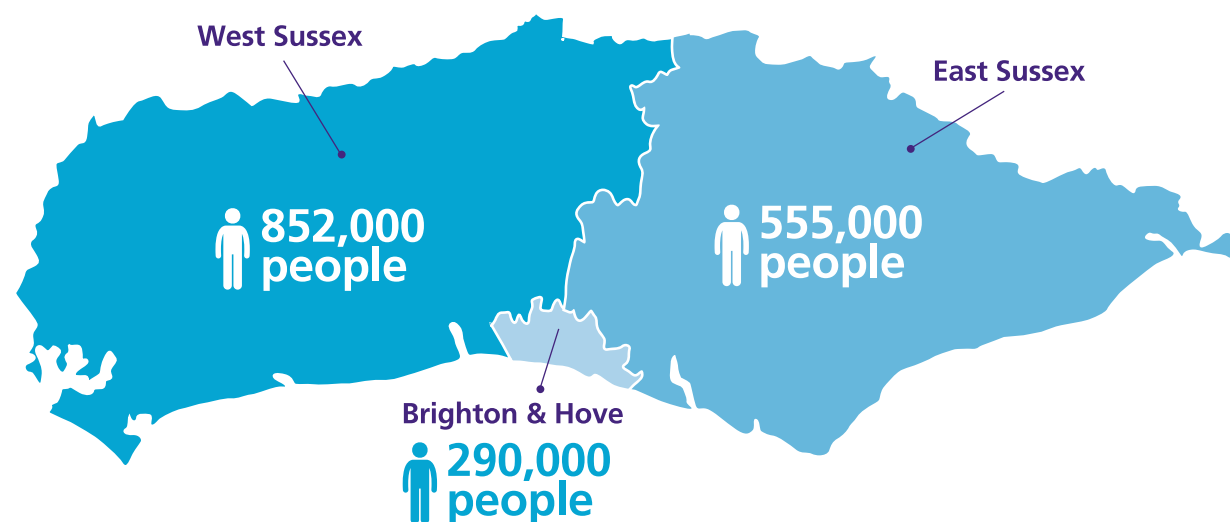 West Sussex
East Sussex
852,000
people
555,000
people
Brighton & Hove
290,000
people